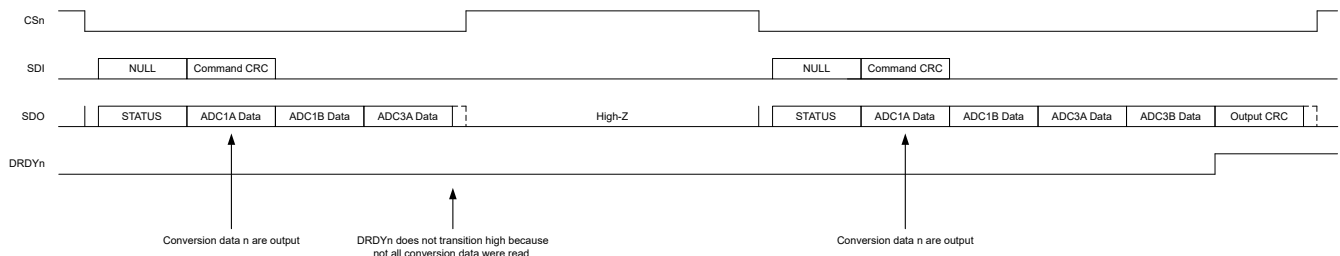 CSn
SDI
NULL
Command CRC
NULL
Command CRC
SDO
STATUS
ADC1A Data
ADC1B Data
ADC3A Data
High-Z
STATUS
ADC1A Data
ADC1B Data
ADC3A Data
ADC3B Data
Output CRC
DRDYn
Conversion data n are output
DRDYn does not transition high because
not all conversion data were read
Conversion data n are output